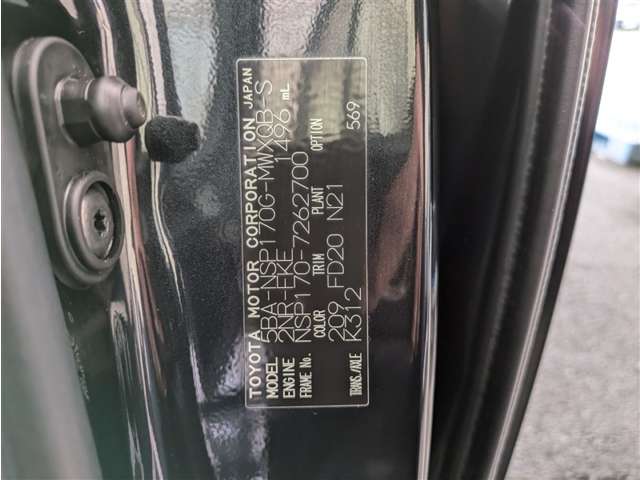 TOYOTA MOTOR CORPORATION JAPAN
MODEL 5BA-NSP170G-MWXQB-S
ENGINE 2NR-FKE 1496 mL
FRAME No. NSP170-7262700
COLOR TRIM PLANT OPTION
209 FD20 N21 569
TRANS./AXLE K312